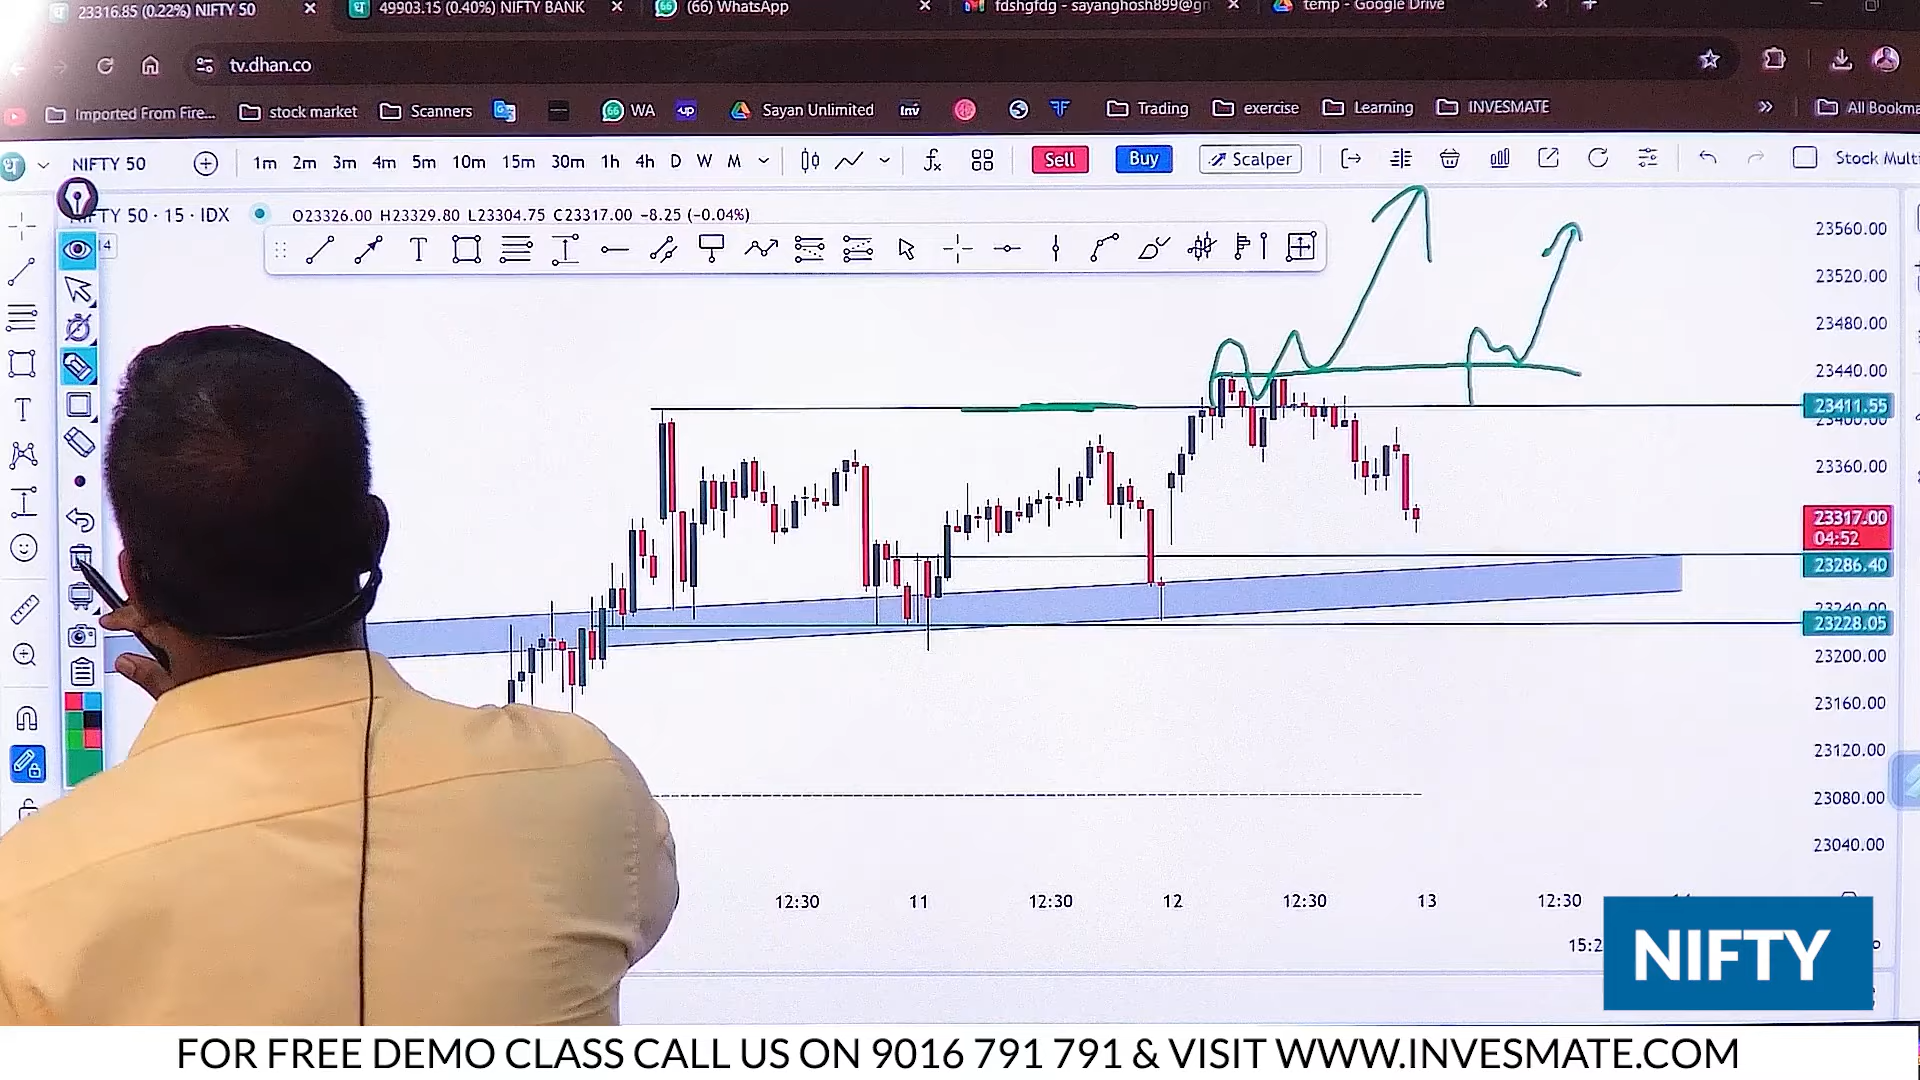 23316.85 (0.22%) NIFTY 50
49903.15 (0.40%) NIFTY BANK
(66) WhatsApp
fdshgfdg - sayanghosh899@gm
temp - Google Drive
tv.dhan.co
Imported From Fire...
stock market
Scanners
WA
UP
Sayan Unlimited
Inv
Trading
exercise
Learning
INVESMATE
All Bookma
NIFTY 50
1m 2m 3m 4m 5m 10m 15m 30m 1h 4h D W M
Sell
Buy
Scalper
Stock Multi
NIFTY 50 · 15 · IDX
O23326.00 H23329.80 L23304.75 C23317.00 −8.25 (−0.04%)
14
23560.00
23520.00
23480.00
23440.00
23411.55
23400.00
23360.00
23317.00
04:52
23286.40
23240.00
23228.05
23200.00
23160.00
23120.00
23080.00
23040.00
12:30 11 12:30 12 12:30 13 12:30
15:2
NIFTY
FOR FREE DEMO CLASS CALL US ON 9016 791 791 & VISIT WWW.INVESMATE.COM